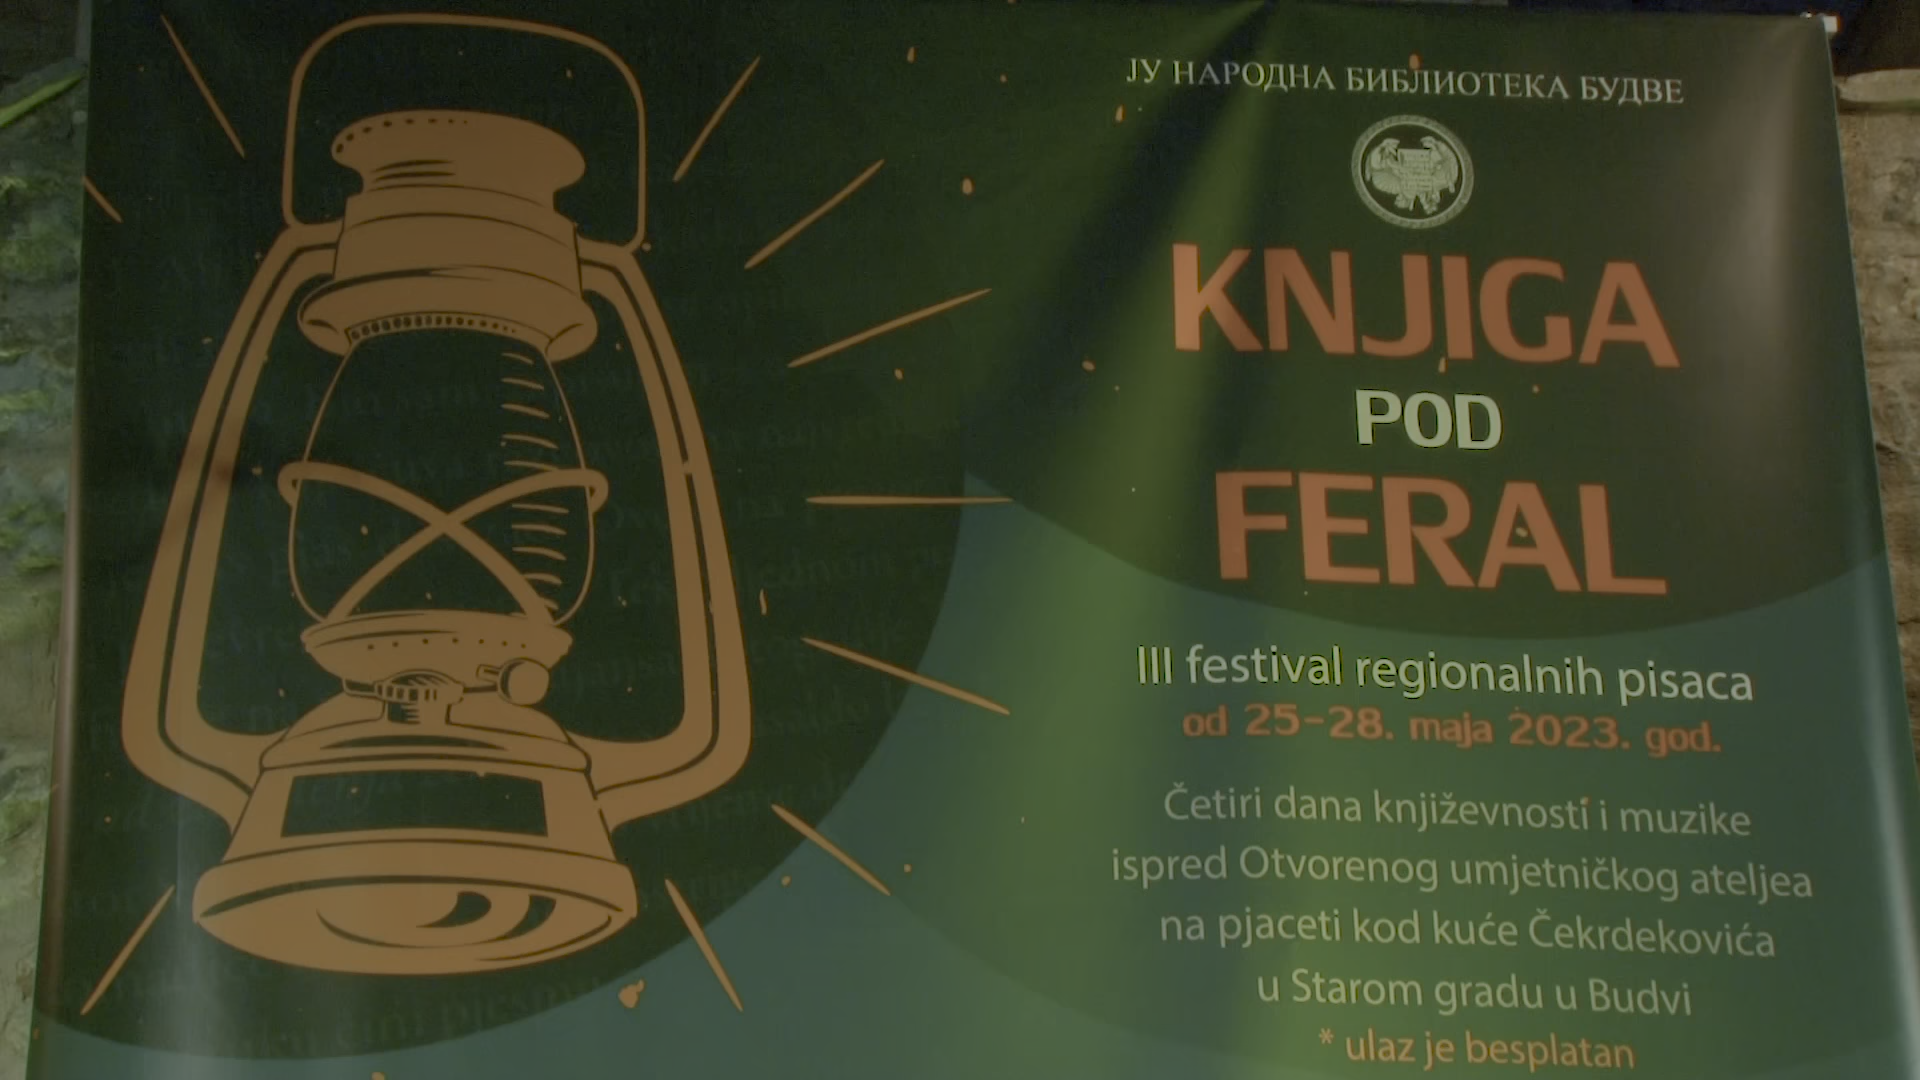 ЈУ НАРОДНА БИБЛИОТЕКА БУДВЕ
KNJIGA
POD
FERAL
III festival regionalnih pisaca
od 25-28. maja 2023. god.
Četiri dana književnosti i muzike
ispred Otvorenog umjetničkog ateljea
na pjaceti kod kuće Čekrdekovića
u Starom gradu u Budvi
* ulaz je besplatan